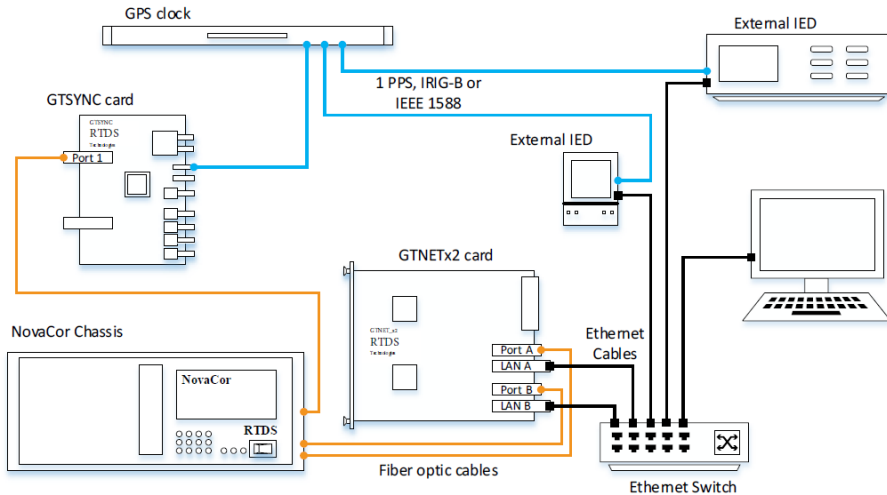 GPS clock
External IED
1 PPS, IRIG-B or
IEEE 1588
GTSYNC card
GTSYNC
RTDS
Technologies
Port 1
External IED
GTNETx2 card
GTNET_x2
RTDS
Technologies
Port A
LAN A
Port B
LAN B
Ethernet
Cables
NovaCor Chassis
NovaCor
RTDS
Fiber optic cables
Ethernet Switch